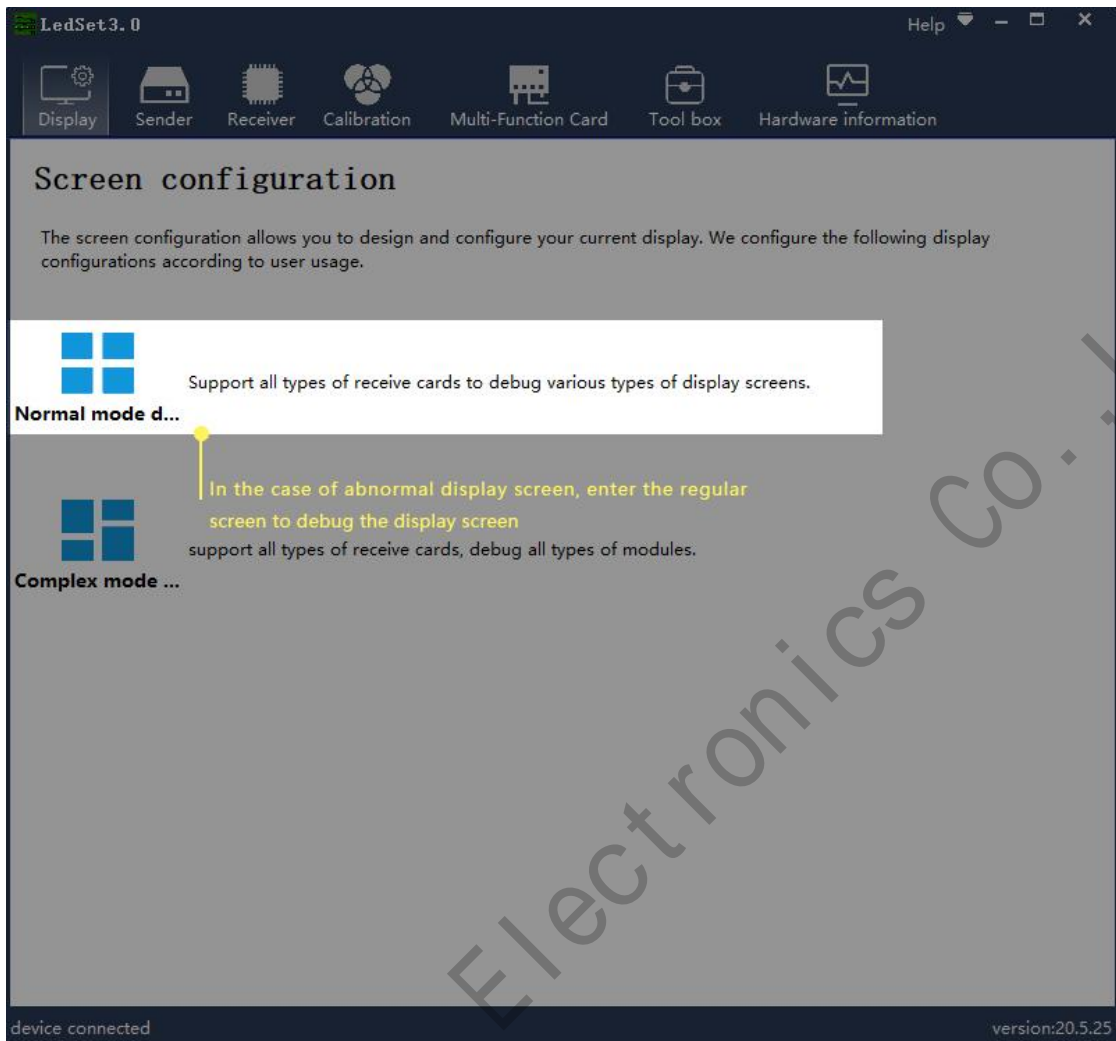 LedSet3.0
Help
Display Sender Receiver Calibration Multi-Function Card Tool box Hardware information
Screen configuration
The screen configuration allows you to design and configure your current display. We configure the following display
configurations according to user usage.
Support all types of receive cards to debug various types of display screens.
Normal mode d...
In the case of abnormal display screen, enter the regular
screen to debug the display screen
support all types of receive cards, debug all types of modules.
Complex mode ...
Electronics Co.,
device connected
version:20.5.25